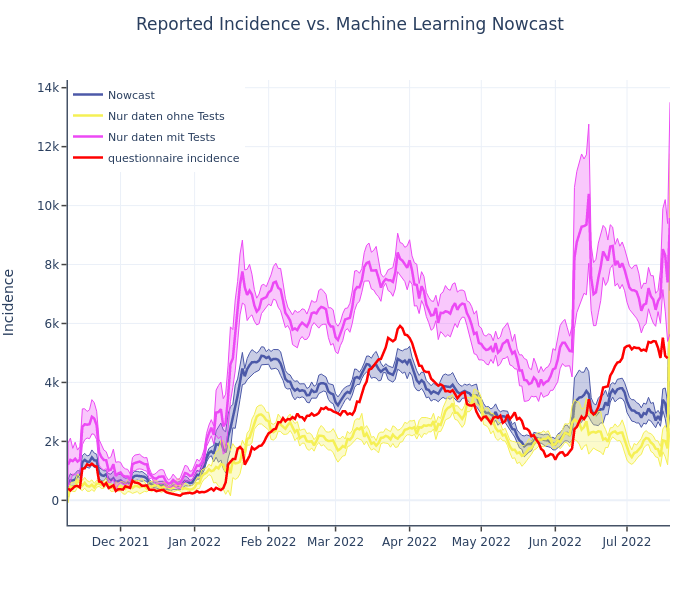 Reported Incidence vs. Machine Learning Nowcast
14k
12k
10k
8k
6k
4k
2k
0
Incidence
Nowcast
Nur daten ohne Tests
Nur daten mit Tests
questionnaire incidence
Dec 2021
Jan 2022
Feb 2022
Mar 2022
Apr 2022
May 2022
Jun 2022
Jul 2022